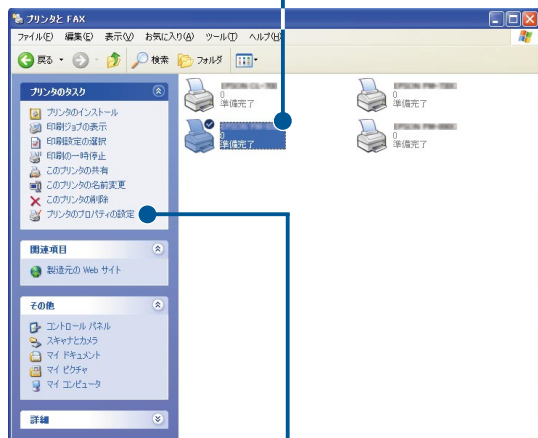 プリンタと FAX
ファイル(F) 編集(E) 表示(V) お気に入り(A) ツール(T) ヘルプ(H)
戻る 検索 フォルダ
プリンタのタスク
プリンタのインストール
印刷ジョブの表示
印刷設定の選択
印刷の一時停止
このプリンタの共有
このプリンタの名前変更
このプリンタの削除
プリンタのプロパティの設定
関連項目
製造元の Web サイト
その他
コントロール パネル
スキャナとカメラ
マイ ドキュメント
マイ ピクチャ
マイ コンピュータ
詳細
0
準備完了
0
準備完了
0
準備完了
0
準備完了